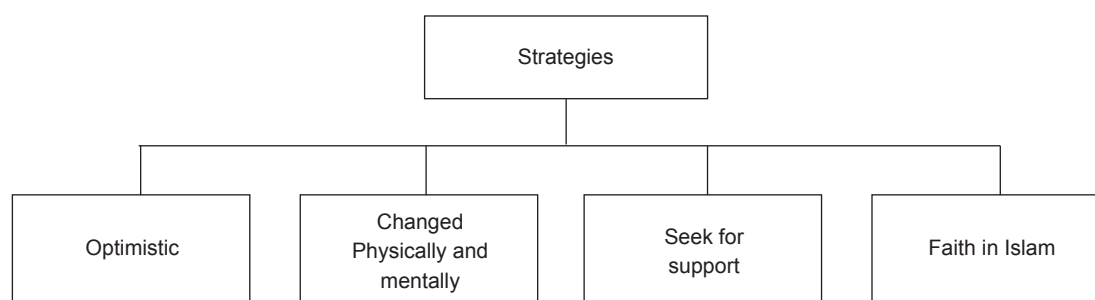 Strategies
Optimistic
Changed
Physically and
mentally
Seek for
support
Faith in Islam